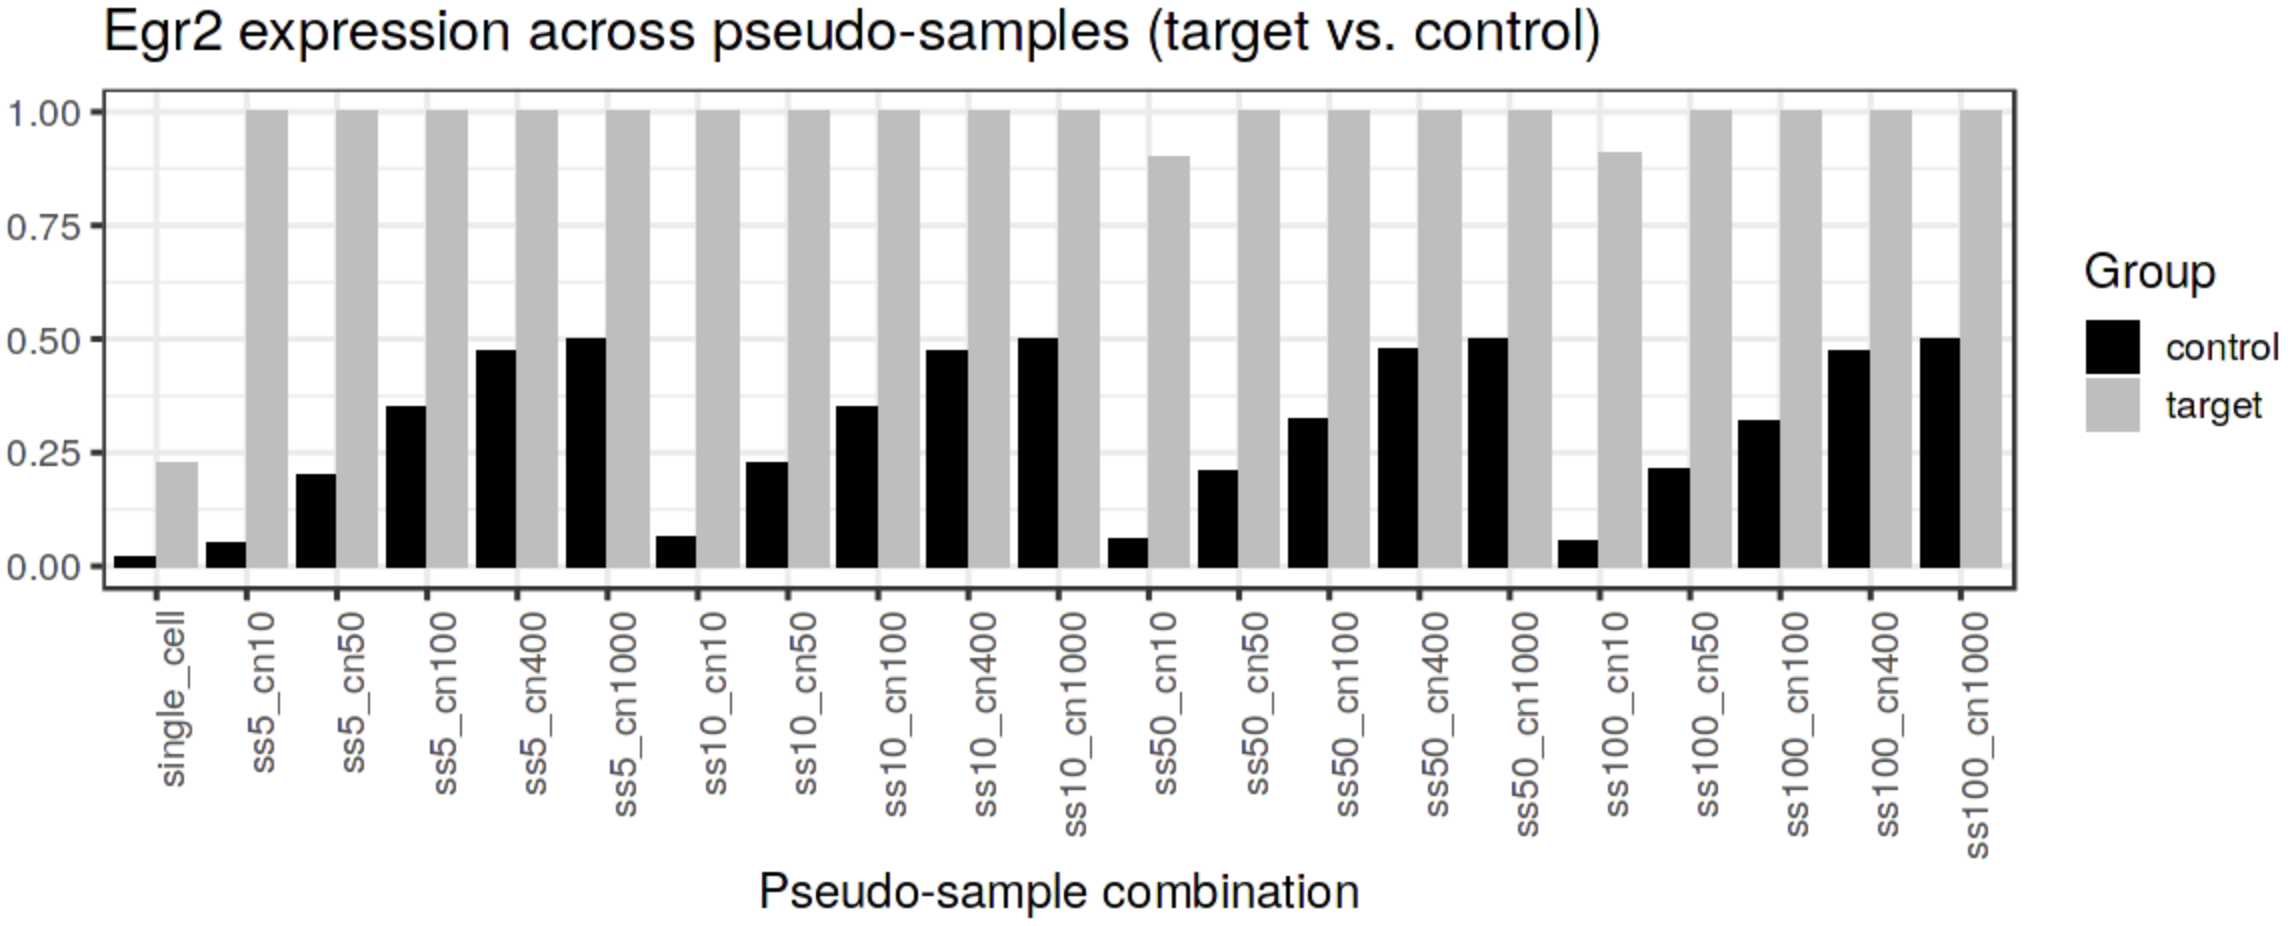 Egr2 expression across pseudo-samples (target vs. control)
1.00
0.75
0.50
0.25
0.00
single_cell
ss5_cn10
ss5_cn50
ss5_cn100
ss5_cn400
ss5_cn1000
ss10_cn10
ss10_cn50
ss10_cn100
ss10_cn400
ss10_cn1000
ss50_cn10
ss50_cn50
ss50_cn100
ss50_cn400
ss50_cn1000
ss100_cn10
ss100_cn50
ss100_cn100
ss100_cn400
ss100_cn1000
Pseudo-sample combination
Group
control
target